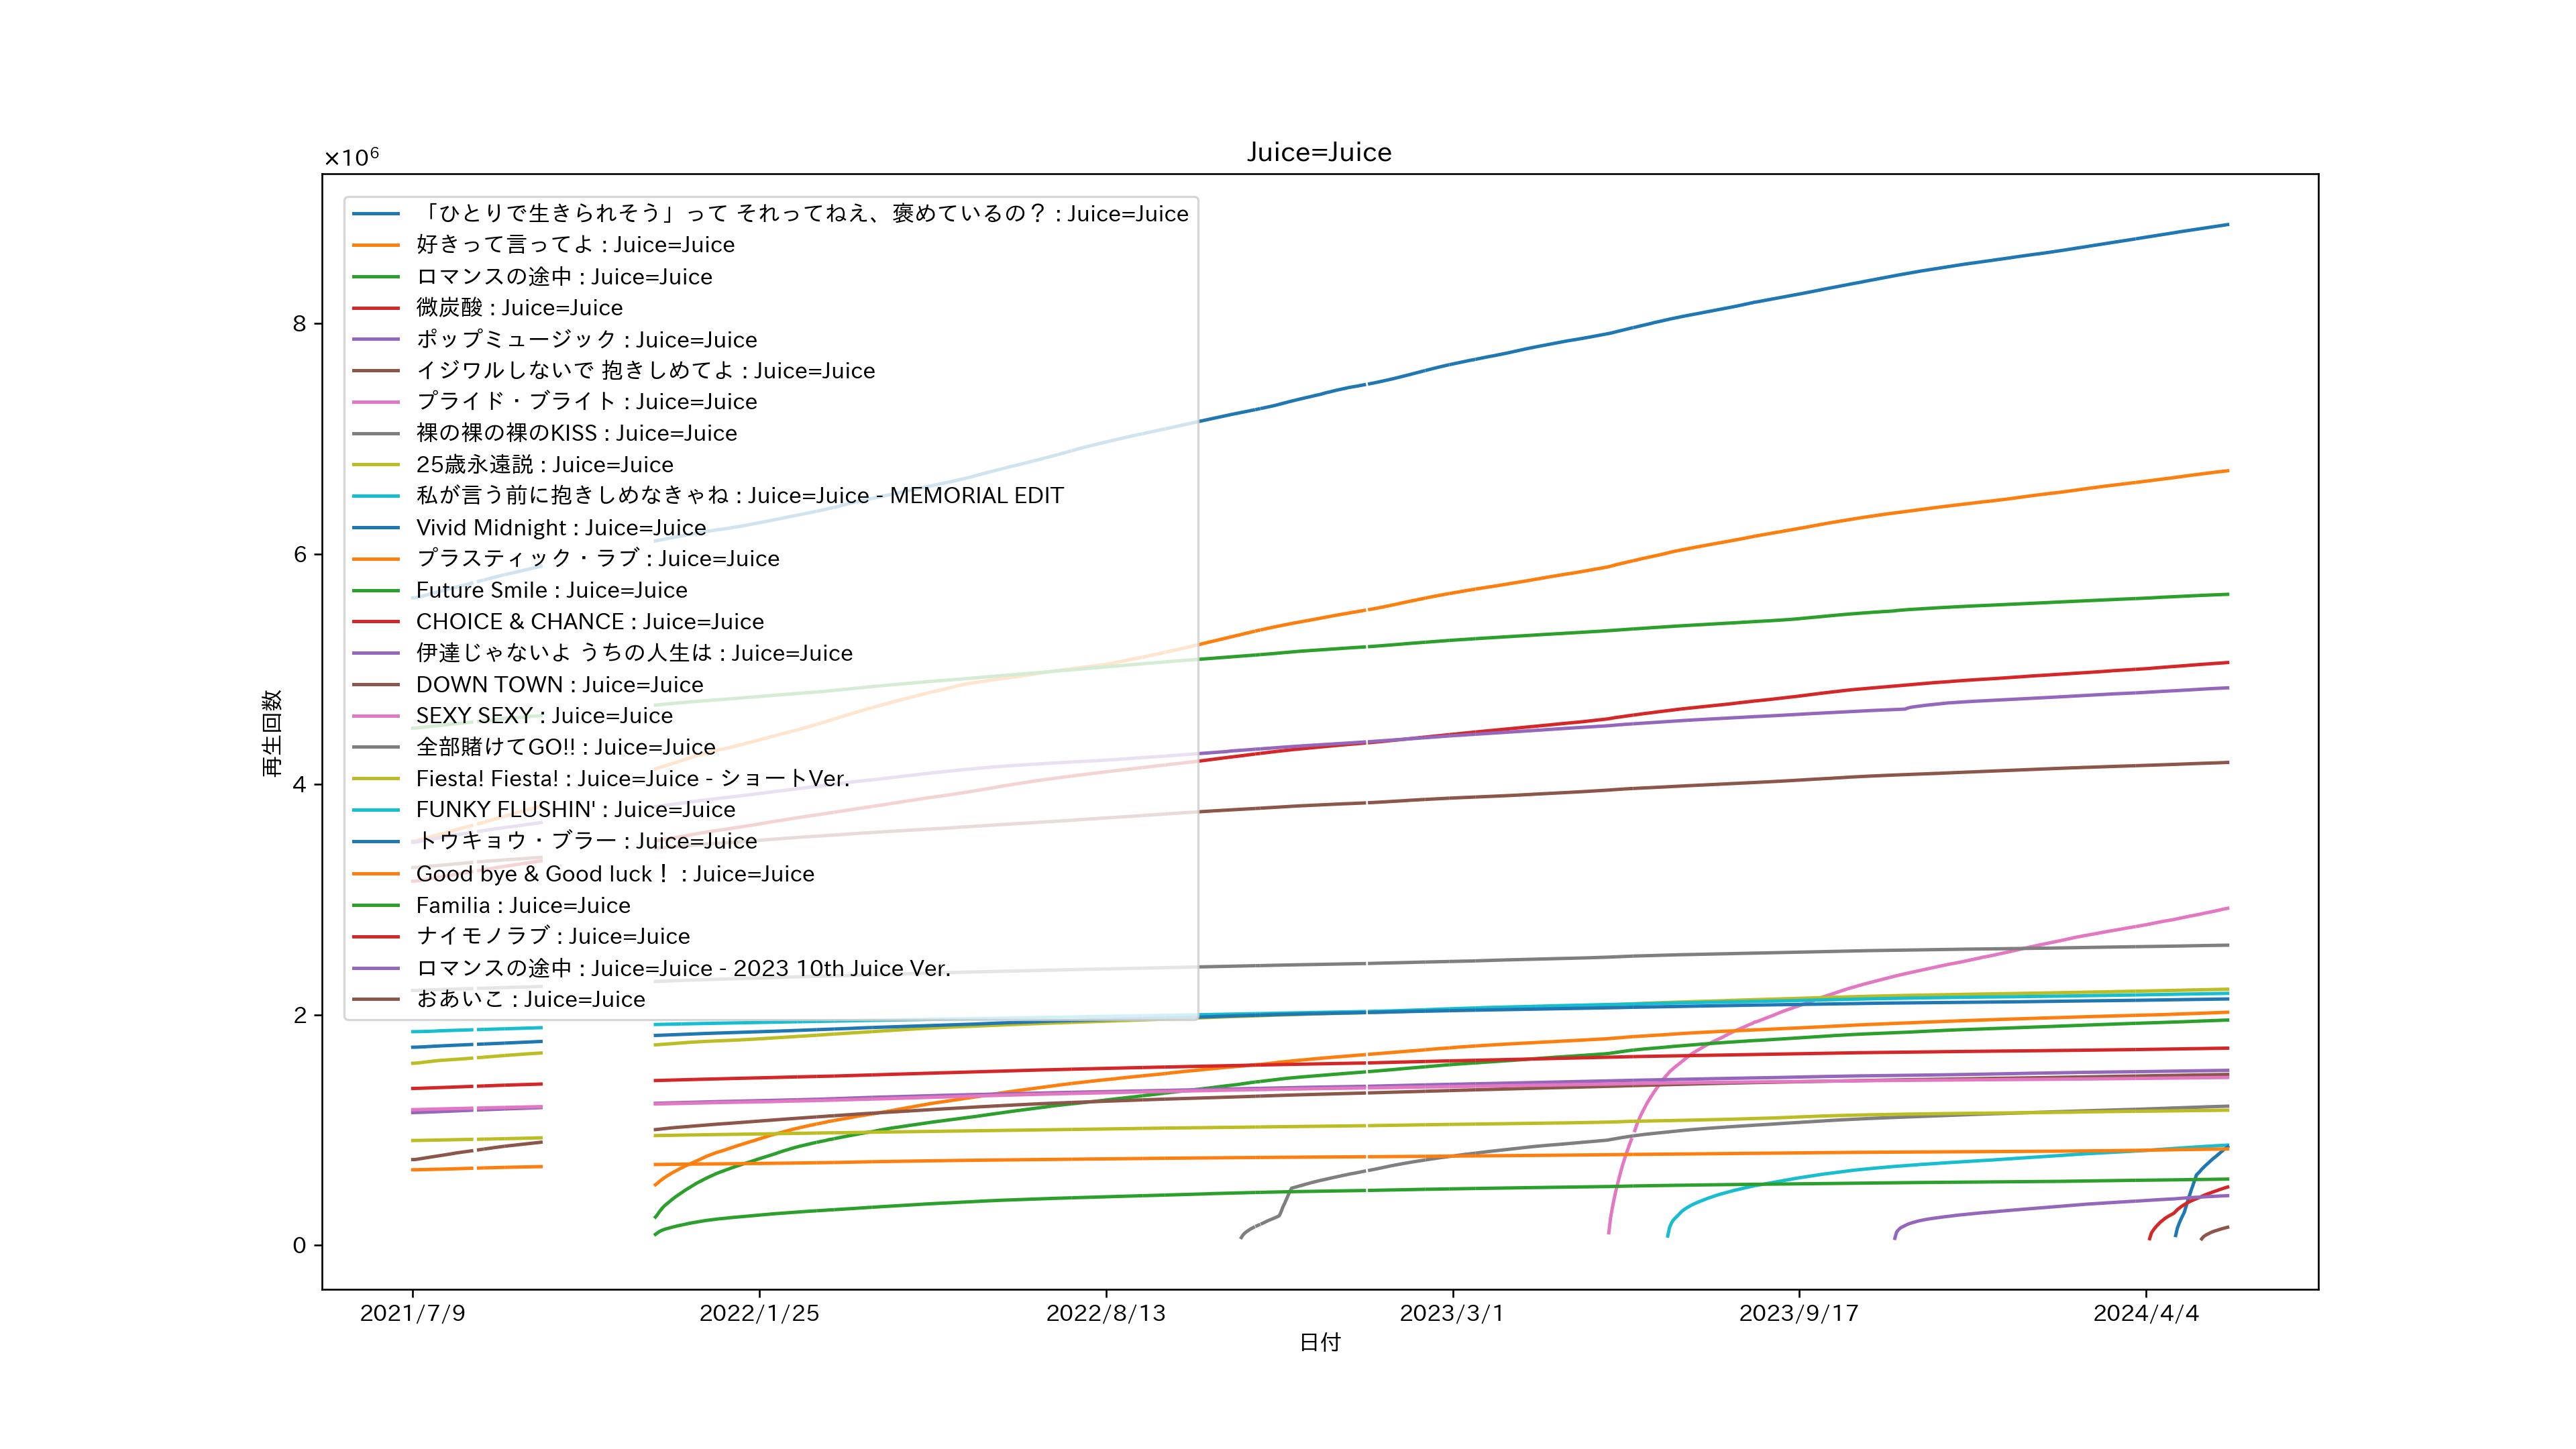 Juice=Juice
×10⁶
「ひとりで生きられそう」って それってねえ、褒めているの？ : Juice=Juice
好きって言ってよ : Juice=Juice
ロマンスの途中 : Juice=Juice
微炭酸 : Juice=Juice
ポップミュージック : Juice=Juice
イジワルしないで 抱きしめてよ : Juice=Juice
プライド・ブライト : Juice=Juice
裸の裸の裸のKISS : Juice=Juice
25歳永遠説 : Juice=Juice
私が言う前に抱きしめなきゃね : Juice=Juice - MEMORIAL EDIT
Vivid Midnight : Juice=Juice
プラスティック・ラブ : Juice=Juice
Future Smile : Juice=Juice
CHOICE & CHANCE : Juice=Juice
伊達じゃないよ うちの人生は : Juice=Juice
DOWN TOWN : Juice=Juice
SEXY SEXY : Juice=Juice
全部賭けてGO!! : Juice=Juice
Fiesta! Fiesta! : Juice=Juice - ショートVer.
FUNKY FLUSHIN' : Juice=Juice
トウキョウ・ブラー : Juice=Juice
Good bye & Good luck！ : Juice=Juice
Familia : Juice=Juice
ナイモノラブ : Juice=Juice
ロマンスの途中 : Juice=Juice - 2023 10th Juice Ver.
おあいこ : Juice=Juice
8
6
4
2
0
再生回数
2021/7/9 2022/1/25 2022/8/13 2023/3/1 2023/9/17 2024/4/4
日付